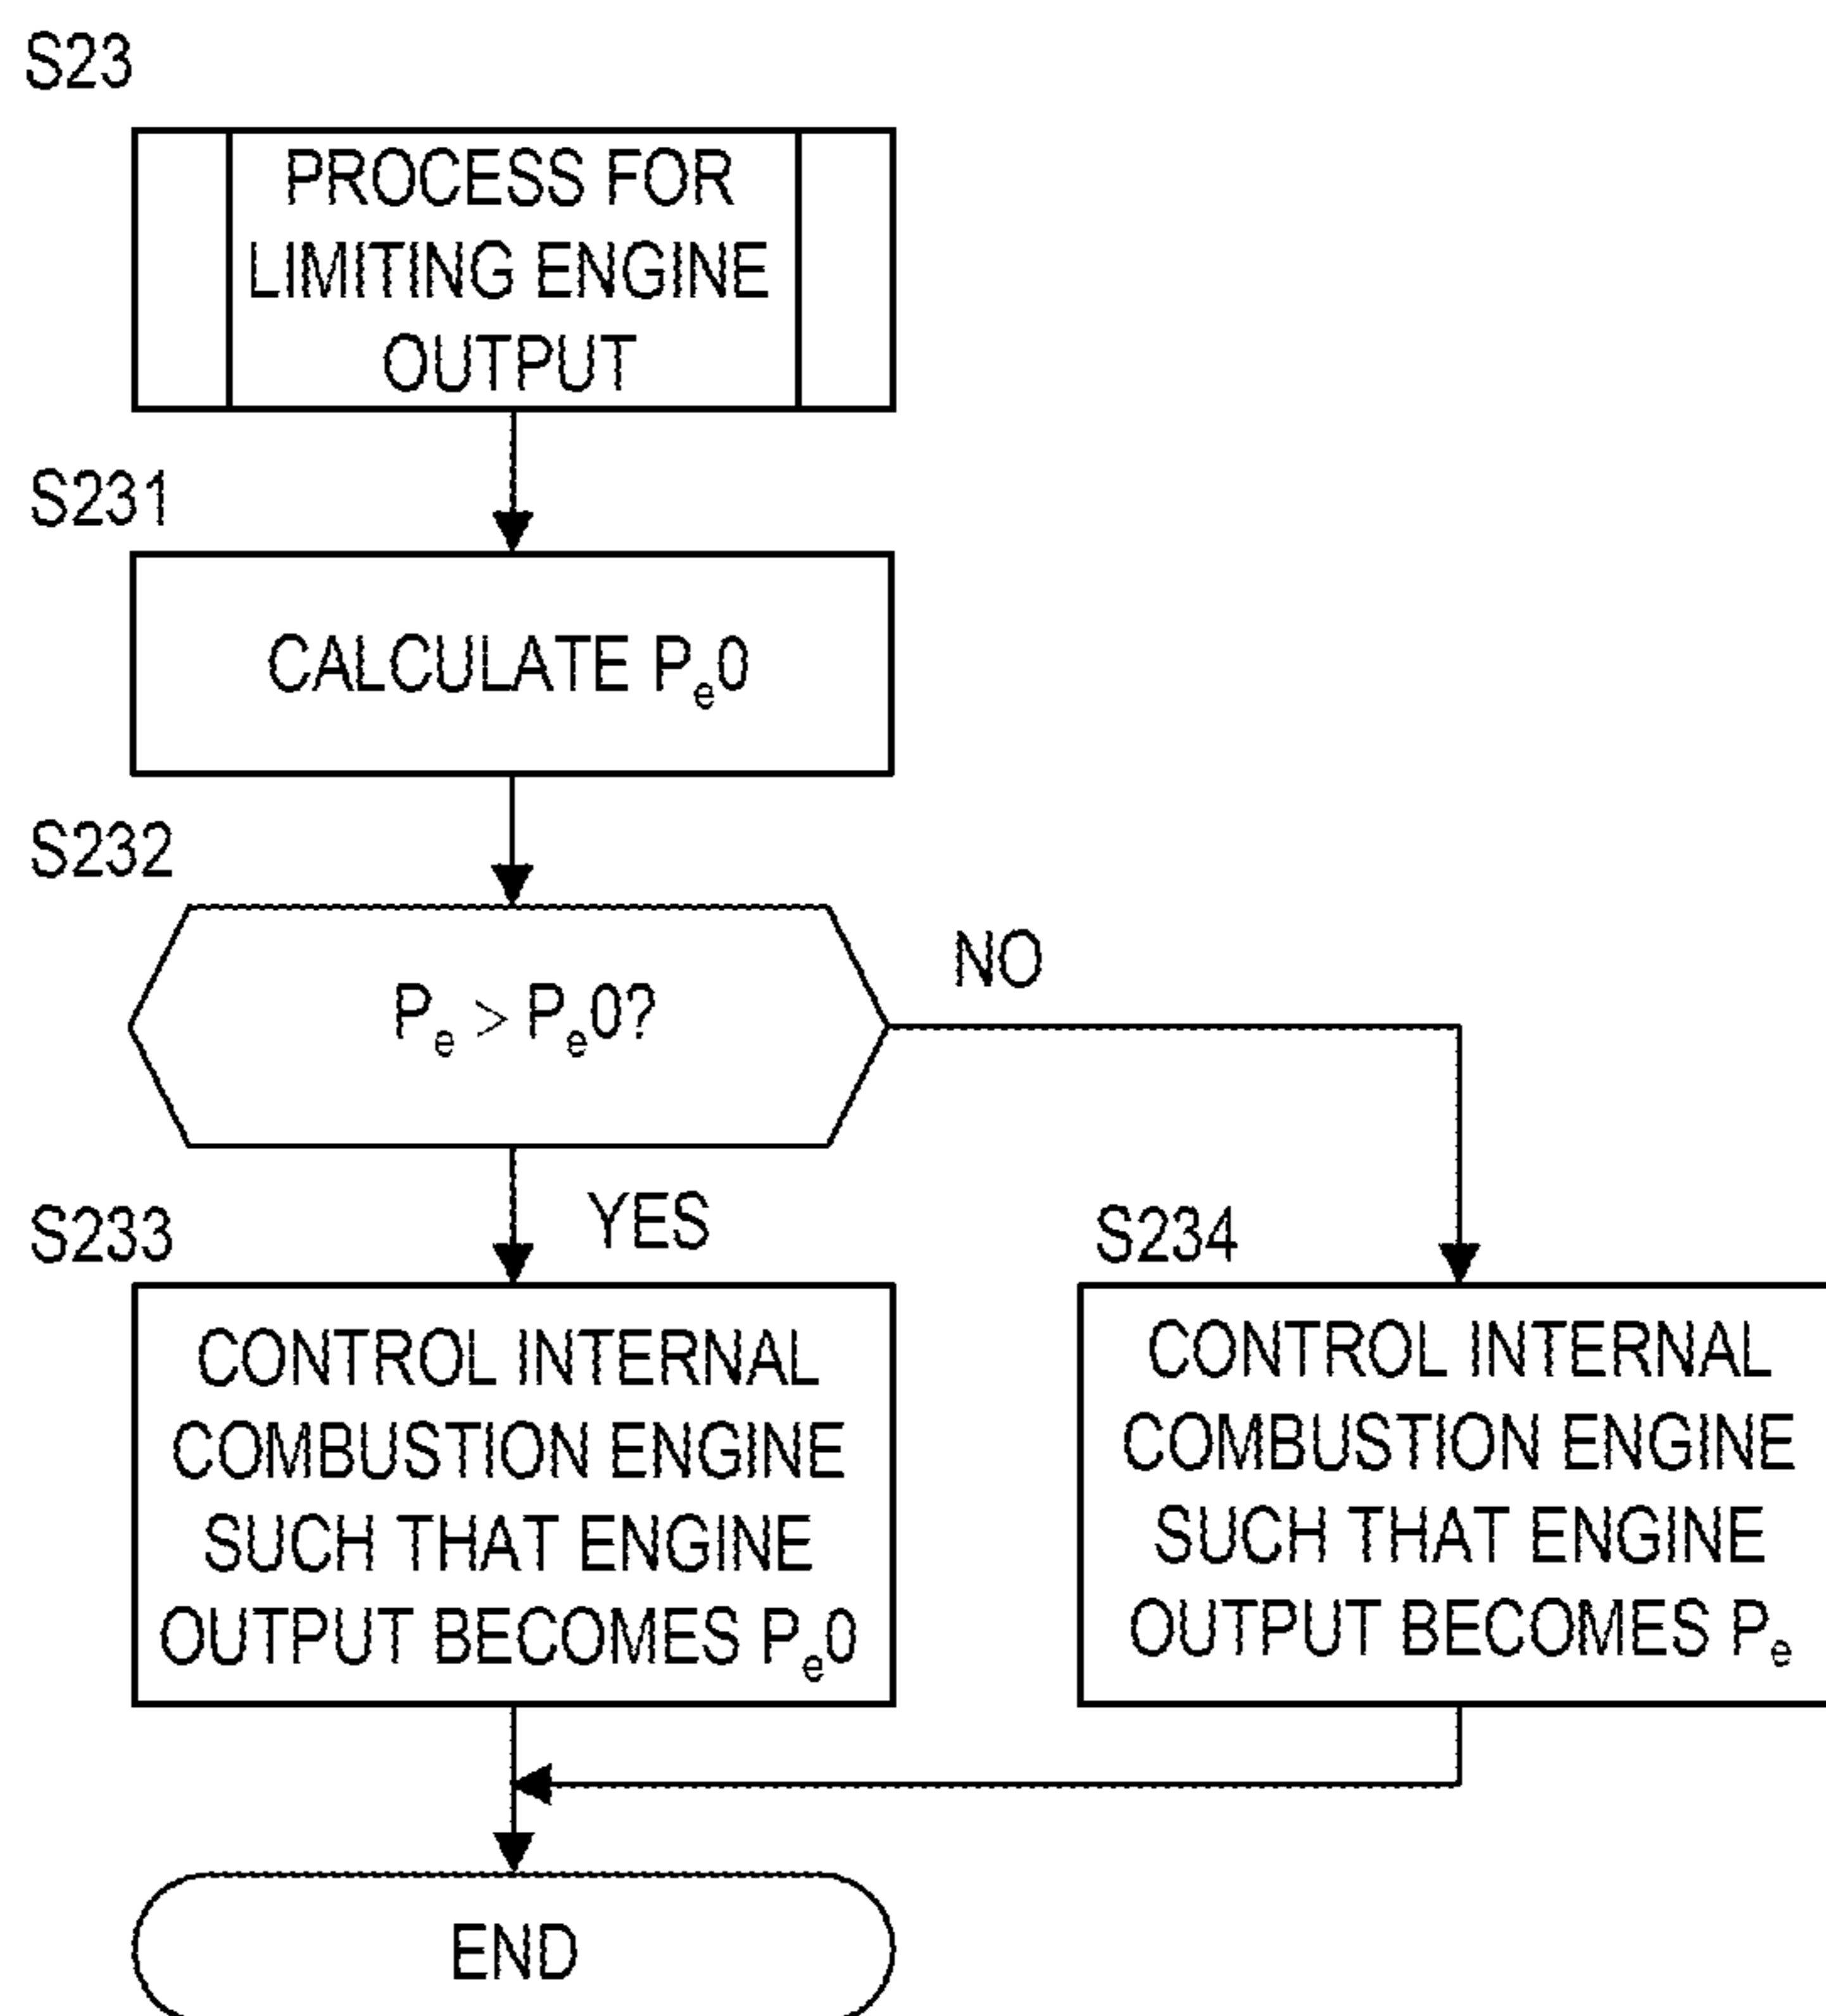 S23
PROCESS FOR
LIMITING ENGINE
OUTPUT
S231
CALCULATE Pe0
S232
Pe > Pe0?
NO
YES
S233
CONTROL INTERNAL
COMBUSTION ENGINE
SUCH THAT ENGINE
OUTPUT BECOMES Pe0
S234
CONTROL INTERNAL
COMBUSTION ENGINE
SUCH THAT ENGINE
OUTPUT BECOMES Pe
END